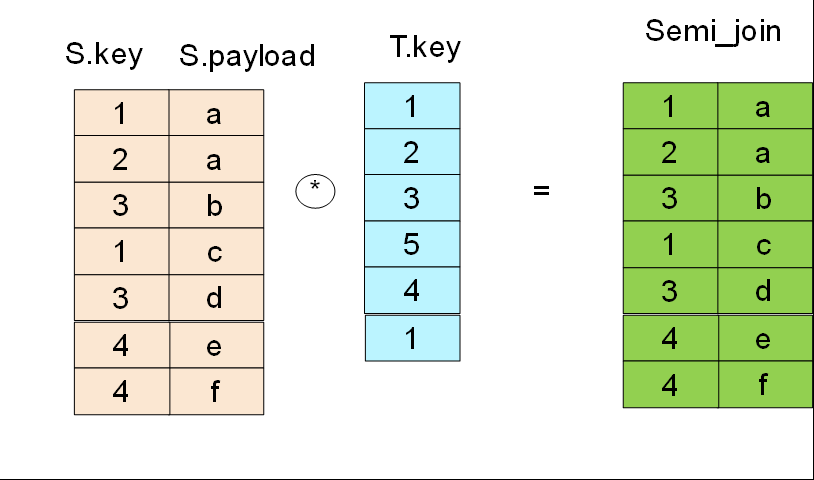 S.key S.payload T.key Semi_join
1 a 1 1 a
2 a 2 2 a
3 b * 3 = 3 b
1 c 5 1 c
3 d 4 3 d
4 e 1 4 e
4 f 4 f